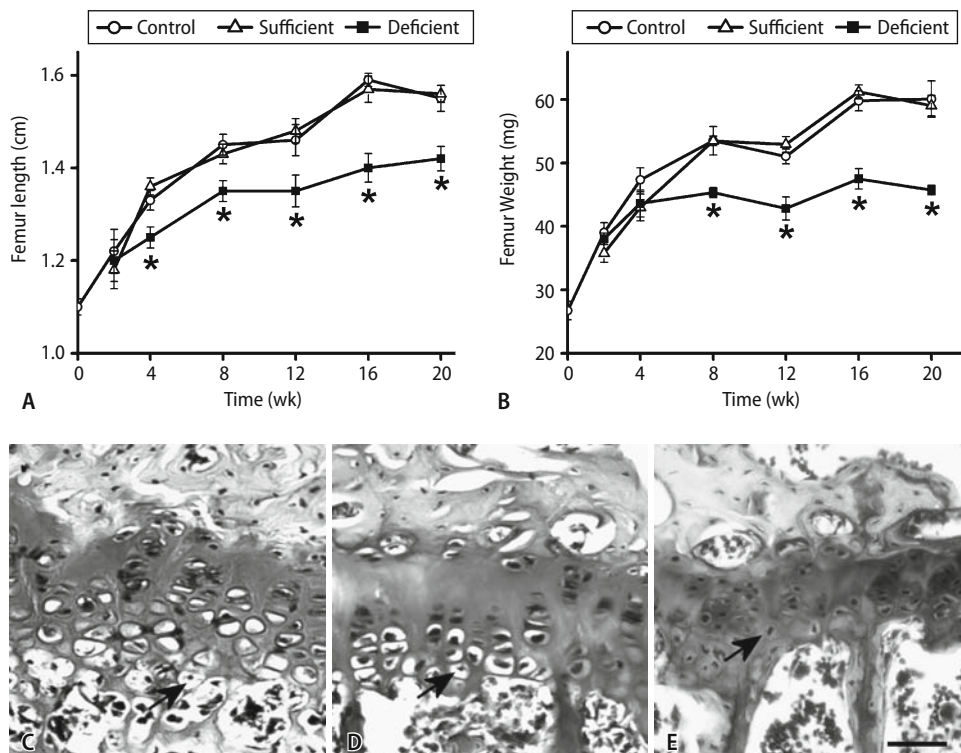 Control Sufficient Deficient
Femur length (cm)
1.6
1.4
1.2
1.0
0 4 8 12 16 20
* * * * *
Time (wk)
A
Control Sufficient Deficient
Femur Weight (mg)
60
50
40
30
20
0 4 8 12 16 20
* * * *
Time (wk)
B
C D E